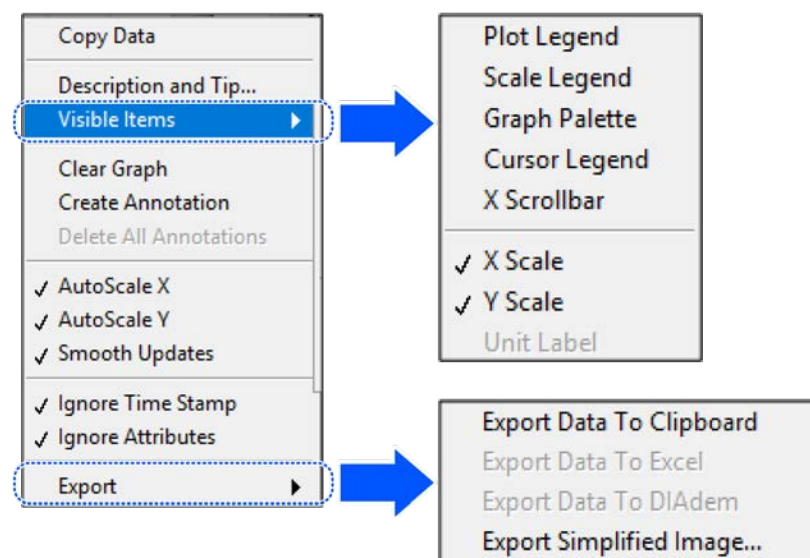 Copy Data
Description and Tip...
Visible Items
Clear Graph
Create Annotation
Delete All Annotations
AutoScale X
AutoScale Y
Smooth Updates
Ignore Time Stamp
Ignore Attributes
Export
Plot Legend
Scale Legend
Graph Palette
Cursor Legend
X Scrollbar
X Scale
Y Scale
Unit Label
Export Data To Clipboard
Export Data To Excel
Export Data To DIAdem
Export Simplified Image...